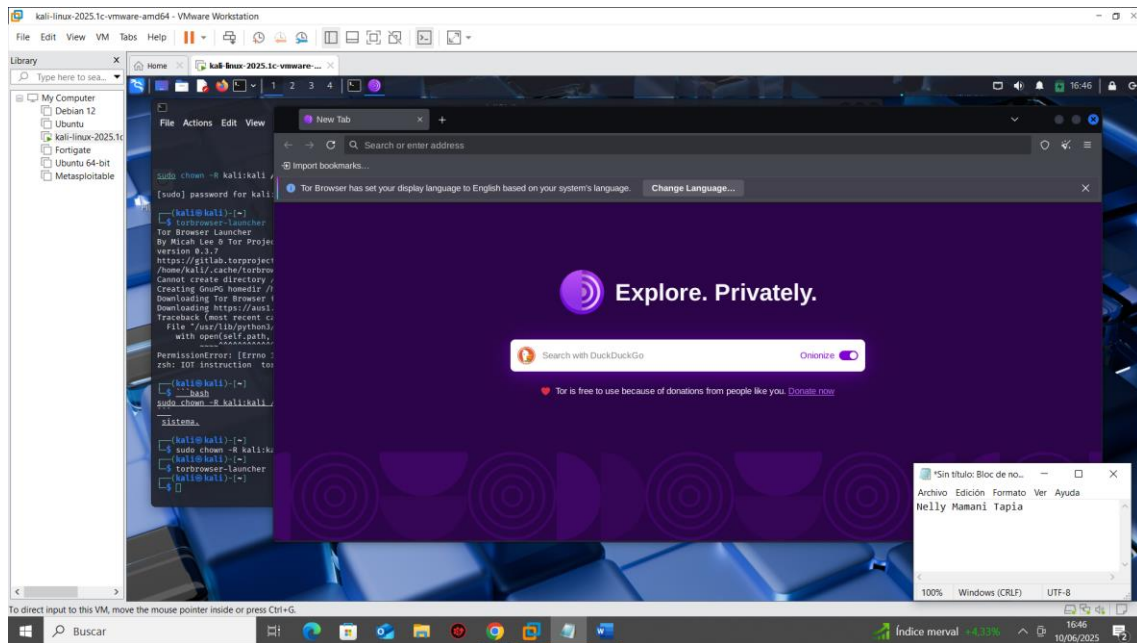 kali-linux-2025.1c-vmware-amd64 - VMware Workstation
File Edit View VM Tabs Help
Library
Type here to sea...
My Computer
Debian 12
Ubuntu
kali-linux-2025.1c
Fortigate
Ubuntu 64-bit
Metasploitable
Home
kali-linux-2025.1c-vmware-...
1 2 3 4
16:46
File Actions Edit View
sudo chown -R kali:kali /
[sudo] password for kali:
(kali㉿kali)-[~]
$ torbrowser-launcher
Tor Browser Launcher
By Micah Lee & Tor Projec
version 0.3.7
https://gitlab.torproject
/home/kali/.cache/torbrow
Cannot create directory /
Creating GnuPG homedir /h
Downloading Tor Browser
Downloading https://aus1.
Traceback (most recent ca
File "/usr/lib/python3/
with open(self.path,
PermissionError: [Errno 1
zsh: IOT instruction tor
(kali㉿kali)-[~]
$ ```bash
sudo chown -R kali:kali /
```
sistema.
(kali㉿kali)-[~]
$ sudo chown -R kali:ka
(kali㉿kali)-[~]
$ torbrowser-launcher
(kali㉿kali)-[~]
$
New Tab
Search or enter address
Import bookmarks...
Tor Browser has set your display language to English based on your system's language. Change Language...
Explore. Privately.
Search with DuckDuckGo Onionize
Tor is free to use because of donations from people like you. Donate now
*Sin título: Bloc de no...
Archivo Edición Formato Ver Ayuda
Nelly Mamani Tapia
100% Windows (CRLF) UTF-8
To direct input to this VM, move the mouse pointer inside or press Ctrl+G.
Buscar
Índice merval +4,33%
16:46
10/06/2025